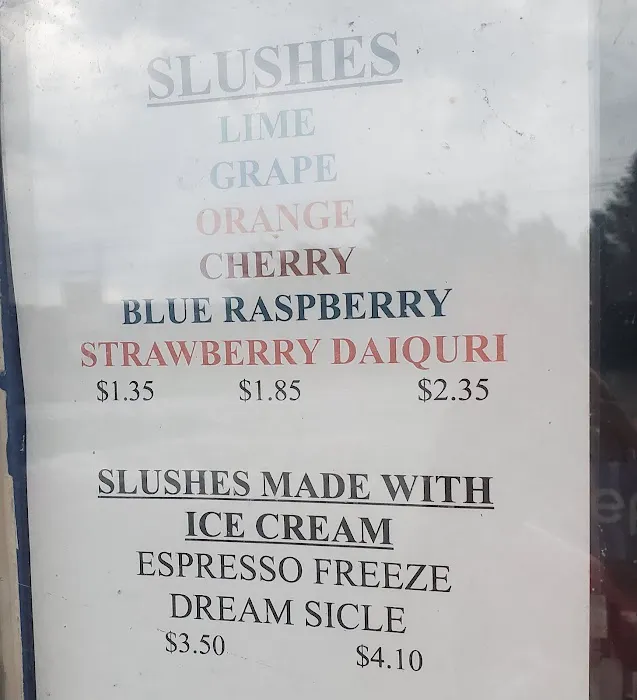 SLUSHES
LIME
GRAPE
ORANGE
CHERRY
BLUE RASPBERRY
STRAWBERRY DAIQURI
$1.35 $1.85 $2.35
SLUSHES MADE WITH
ICE CREAM
ESPRESSO FREEZE
DREAM SICLE
$3.50 $4.10